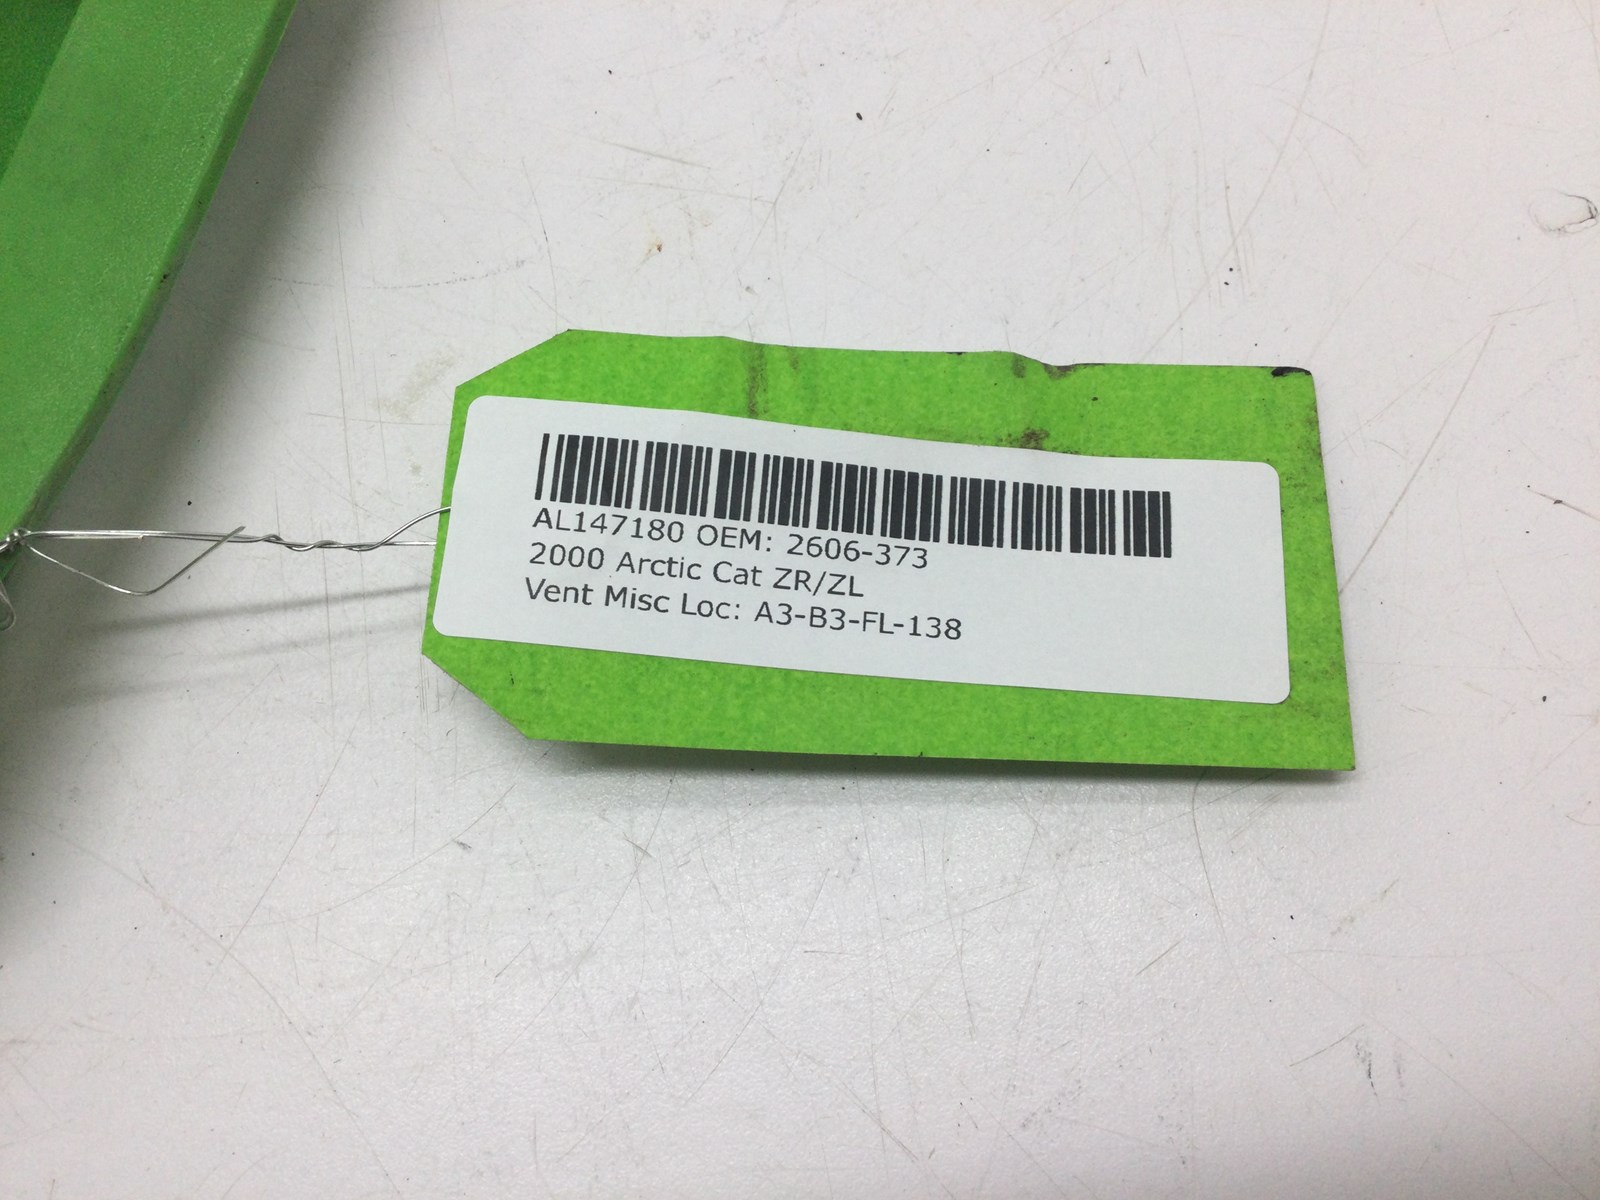 AL147180 OEM: 2606-373
2000 Arctic Cat ZR/ZL
Vent Misc Loc: A3-B3-FL-138